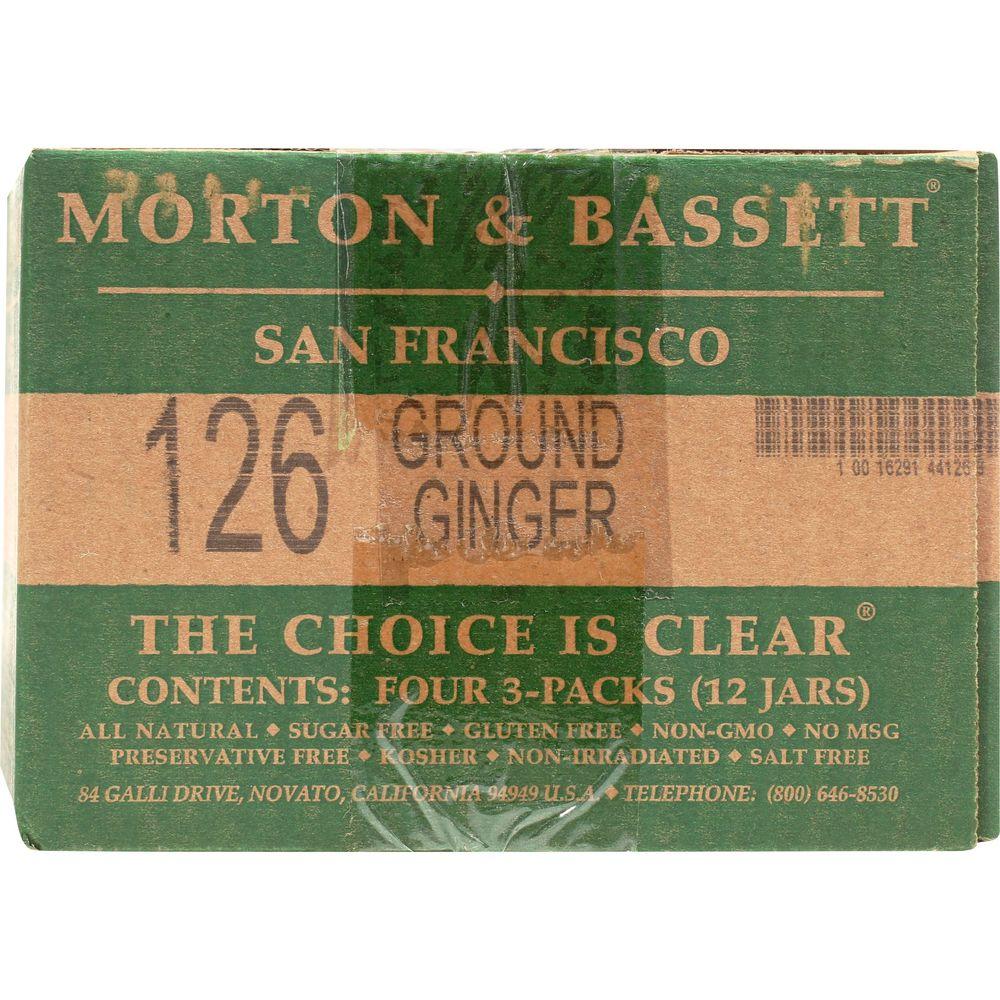 MORTON & BASSETT®
SAN FRANCISCO
126 GROUND
GINGER
1 00 16291 44126
THE CHOICE IS CLEAR®
CONTENTS: FOUR 3-PACKS (12 JARS)
ALL NATURAL ◆ SUGAR FREE ◆ GLUTEN FREE ◆ NON-GMO ◆ NO MSG
PRESERVATIVE FREE ◆ KOSHER ◆ NON-IRRADIATED ◆ SALT FREE
84 GALLI DRIVE, NOVATO, CALIFORNIA 94949 U.S.A. ◆ TELEPHONE: (800) 646-8530